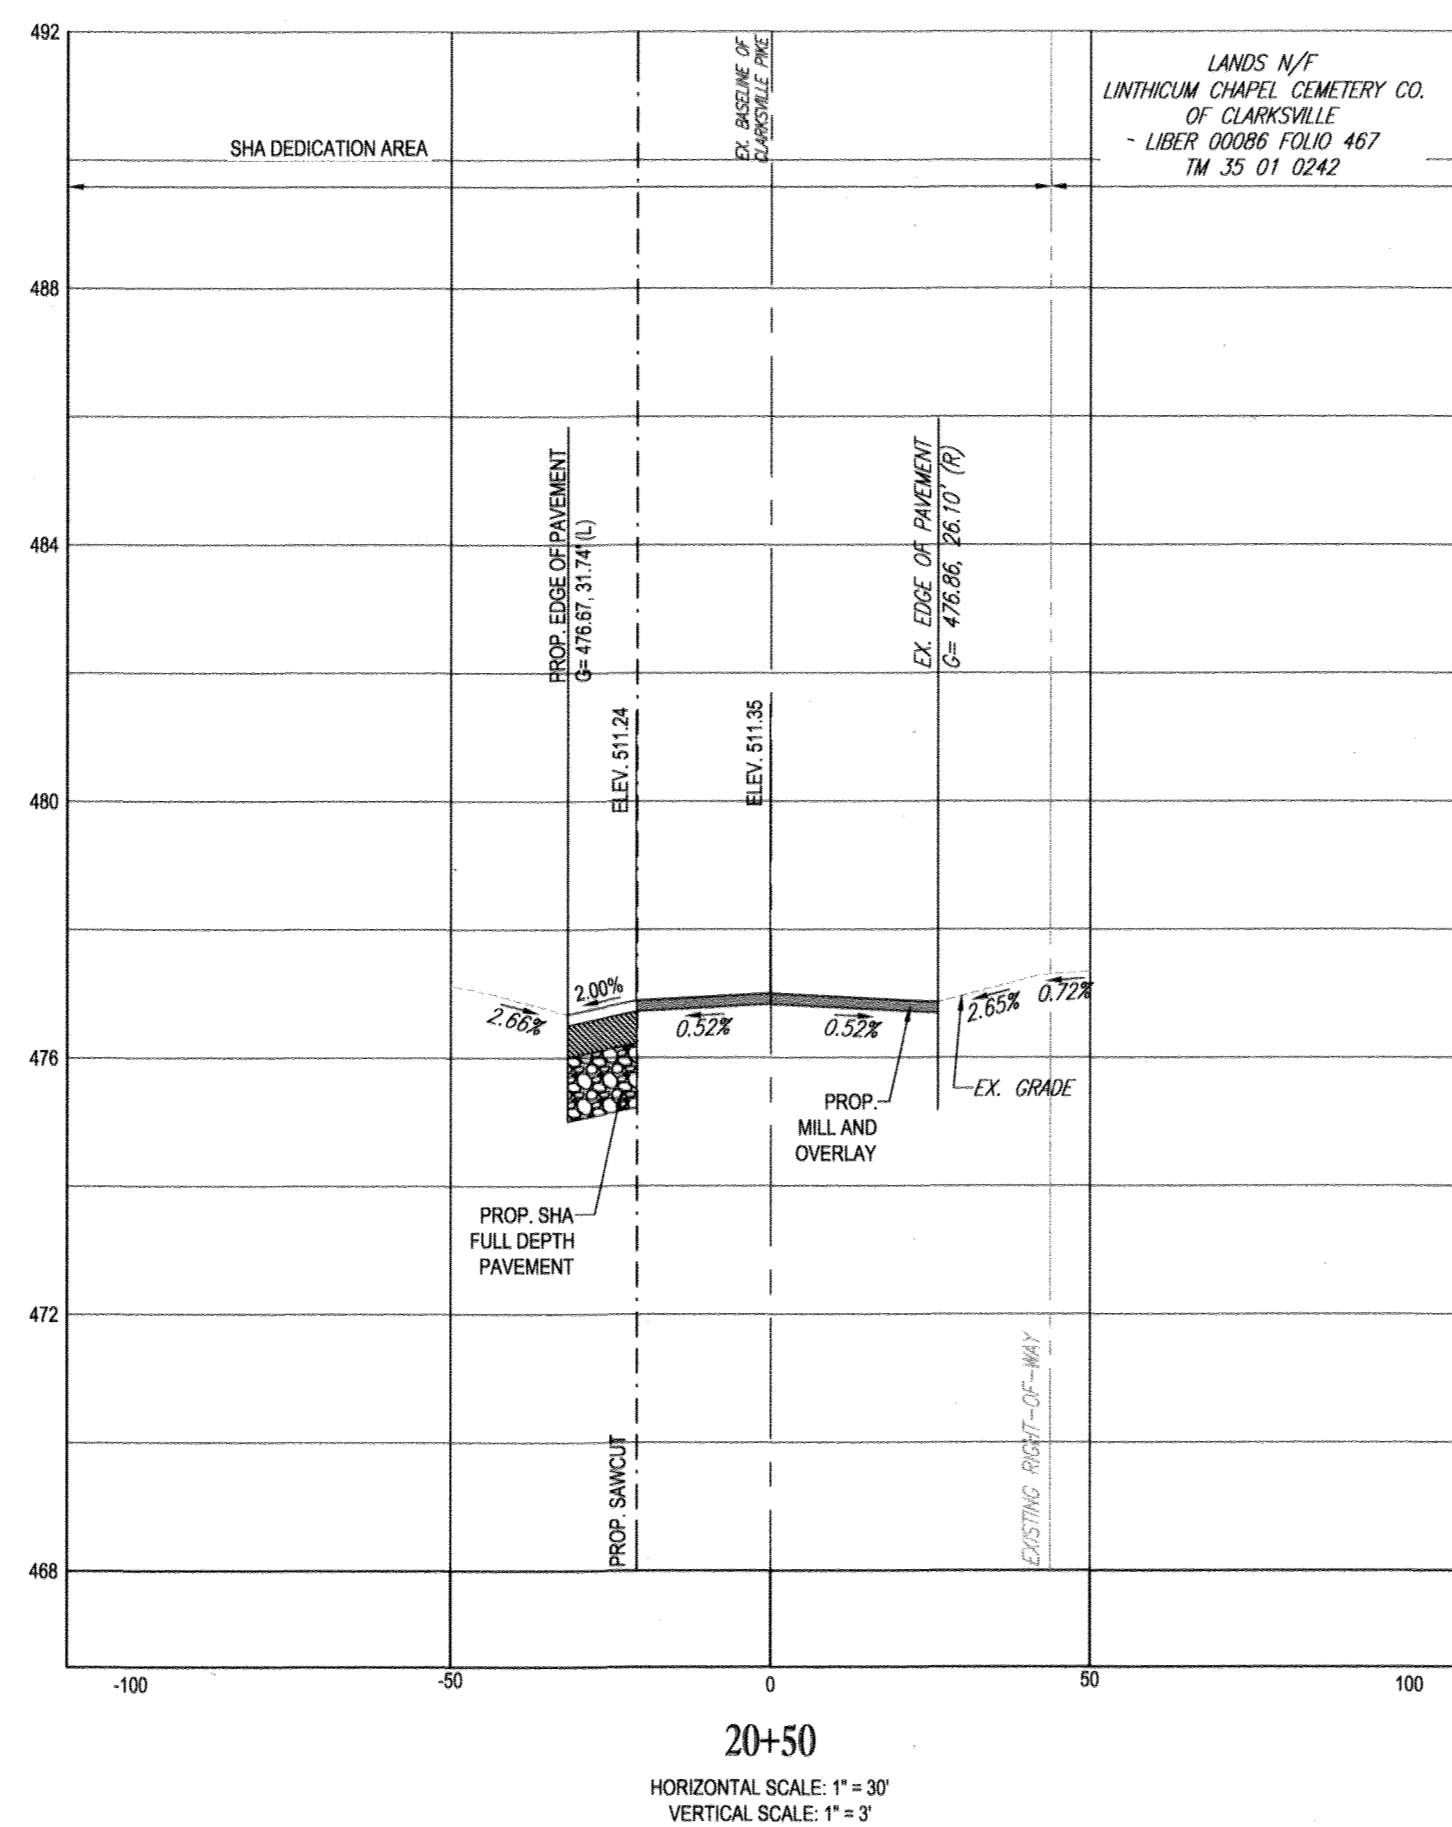 492
EX. BASELINE OF
CLARKSVILLE PIKE
LANDS N/F
LINTHICUM CHAPEL CEMETERY CO.
OF CLARKSVILLE
- LIBER 00086 FOLIO 467
TM 35 01 0242
SHA DEDICATION AREA
488
PROP. EDGE OF PAVEMENT
G= 476.67, 31.74' (L)
EX. EDGE OF PAVEMENT
G= 476.86, 26.10' (R)
484
ELEV. 511.24
ELEV. 511.35
480
2.66%
2.00%
0.52%
0.52%
2.65%
0.72%
476
EX. GRADE
PROP.
MILL AND
OVERLAY
PROP. SHA
FULL DEPTH
PAVEMENT
472
PROP. SAWCUT
EXISTING RIGHT-OF-WAY
468
-100
-50
0
50
100
20+50
HORIZONTAL SCALE: 1" = 30'
VERTICAL SCALE: 1" = 3'